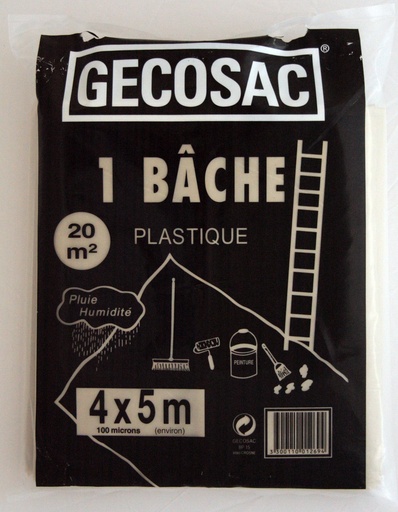 GECOSAC®
1 BÂCHE
20
m²
PLASTIQUE
Pluie
Humidité
PEINTURE
4x5m
100 microns (environ)
GECOSAC